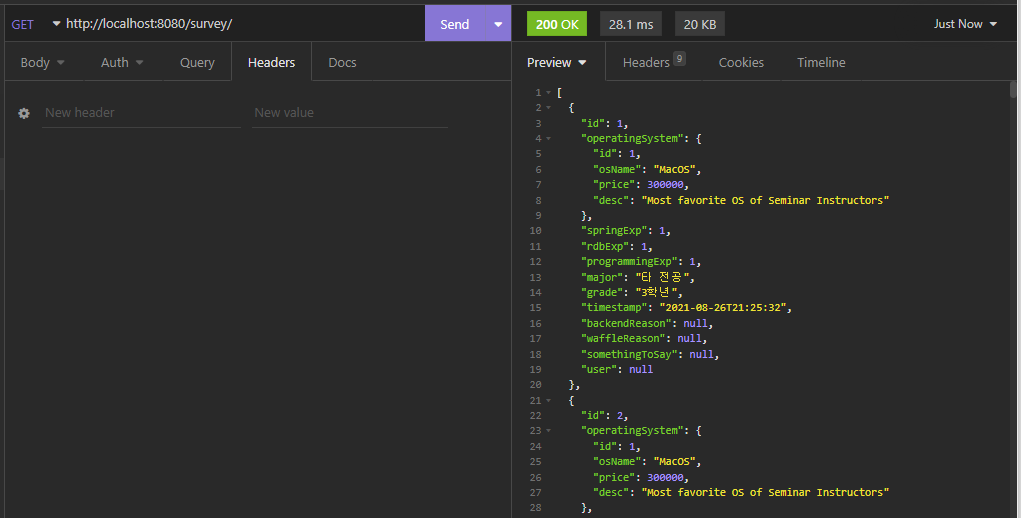 GET http://localhost:8080/survey/ Send 200 OK 28.1 ms 20 KB Just Now
Body Auth Query Headers Docs Preview Headers 9 Cookies Timeline
New header New value
1 [
2 {
3 "id": 1,
4 "operatingSystem": {
5 "id": 1,
6 "osName": "MacOS",
7 "price": 300000,
8 "desc": "Most favorite OS of Seminar Instructors"
9 },
10 "springExp": 1,
11 "rdbExp": 1,
12 "programmingExp": 1,
13 "major": "타 전공",
14 "grade": "3학년",
15 "timestamp": "2021-08-26T21:25:32",
16 "backendReason": null,
17 "waffleReason": null,
18 "somethingToSay": null,
19 "user": null
20 },
21 {
22 "id": 2,
23 "operatingSystem": {
24 "id": 1,
25 "osName": "MacOS",
26 "price": 300000,
27 "desc": "Most favorite OS of Seminar Instructors"
28 },